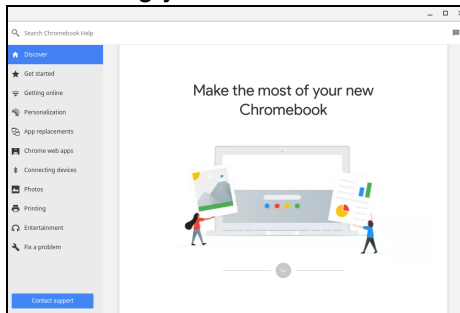 Search Chromebook Help
Discover
Get started
Getting online
Personalization
App replacements
Chrome web apps
Connecting devices
Photos
Printing
Entertainment
Fix a problem
Contact support
Make the most of your new
Chromebook